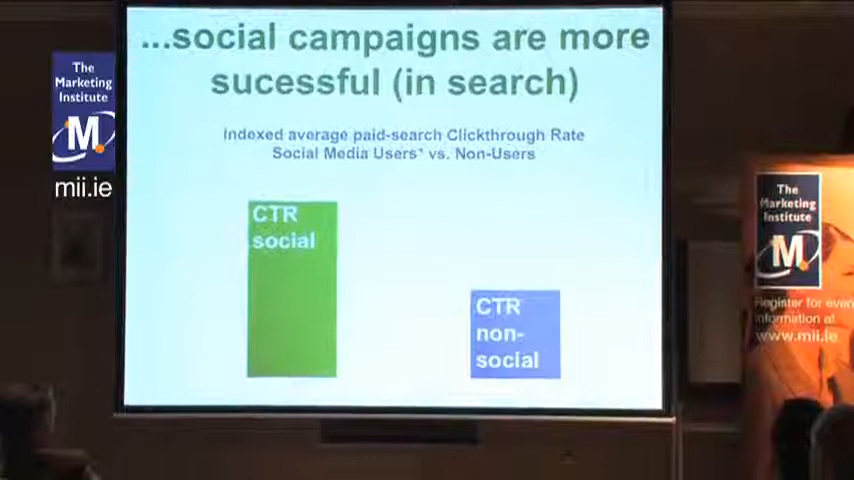 ...social campaigns are more
sucessful (in search)
Indexed average paid-search Clickthrough Rate
Social Media Users* vs. Non-Users
CTR
social
CTR
non-
social
The
Marketing
Institute
M
mii.ie
The
Marketing
Institute
M
Register for even
information at
www.mii.ie